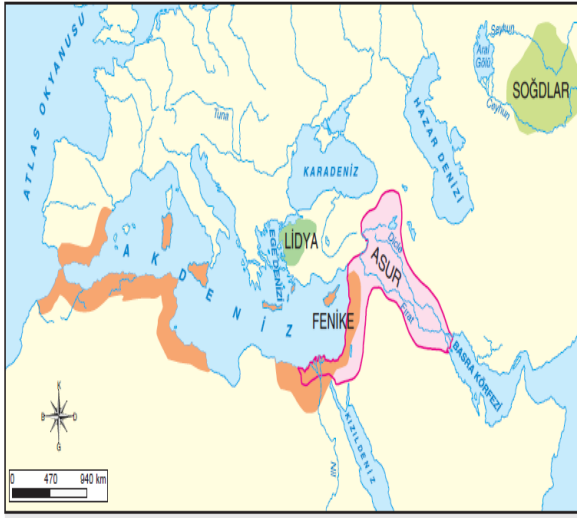 ATLAS OKYANUSU
Seyhun
Aral
Gölü
SOĞDLAR
Ceyhun
HAZAR DENİZİ
Tuna
KARADENİZ
LİDYA
EGE DENİZİ
AKDENİZ
Dicle
ASUR
Fırat
FENİKE
BASRA KÖRFEZİ
KIZILDENİZ
Nil
K
B
D
G
0 470 940 km